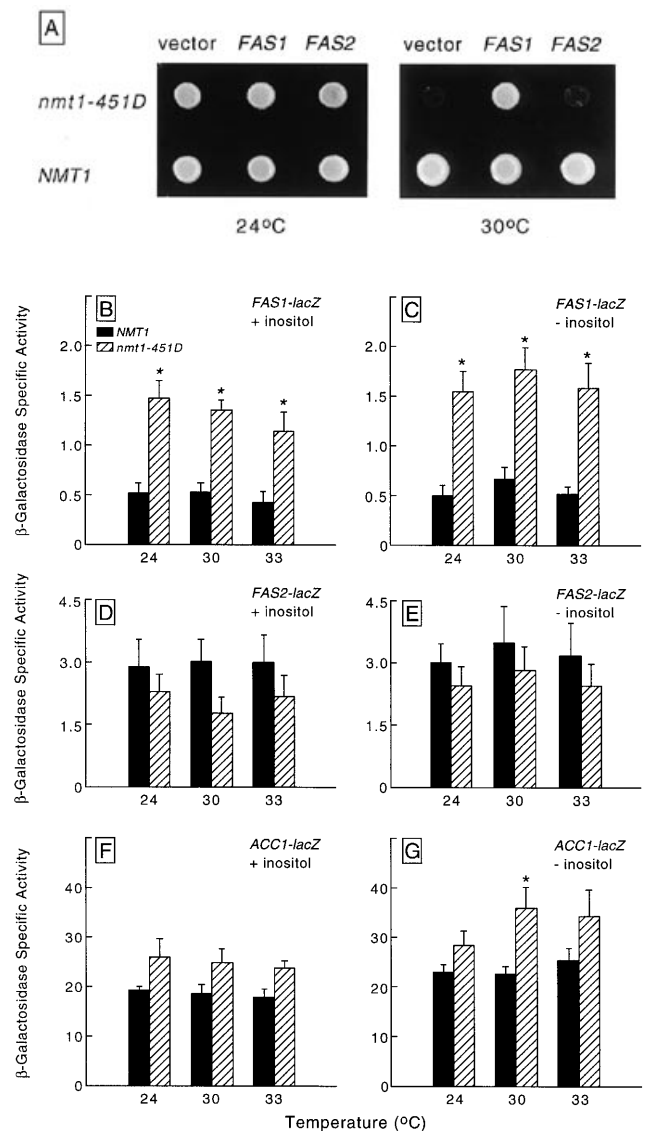 A
vector FAS1 FAS2 vector FAS1 FAS2
nmt1-451D
NMT1
24ºC 30ºC
β-Galactosidase Specific Activity
B
FAS1-lacZ
+ inositol
NMT1
nmt1-451D
2.0
1.5
1.0
0.5
0
* * *
24 30 33
C
FAS1-lacZ
- inositol
2.0
1.5
1.0
0.5
0
* * *
24 30 33
β-Galactosidase Specific Activity
D
FAS2-lacZ
+ inositol
4.5
3.0
1.5
0
24 30 33
E
FAS2-lacZ
- inositol
4.5
3.0
1.5
0
24 30 33
β-Galactosidase Specific Activity
F
ACC1-lacZ
+ inositol
40
30
20
10
0
24 30 33
G
ACC1-lacZ
- inositol
40
30
20
10
0
*
24 30 33
Temperature (ºC)